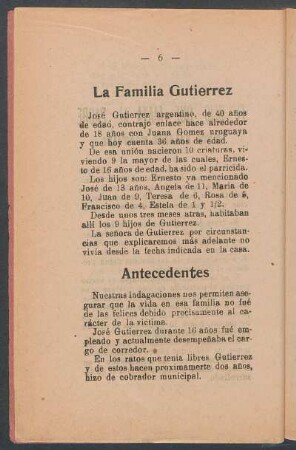 — 6 —
La Familia Gutierrez
José Gutierrez argentino, de 40 años
de edad, contrajo enlace hace alrededor
de 18 años con Juana Gomez uruguaya
y que hoy cuenta 36 años de edad.
De esa unión nacieron 10 criaturas, vi-
viendo 9 la mayor de las cuales, Ernes-
to de 16 años de edad, ha sido el parricida.
Los hijos son: Ernesto ya mencionado
José de 13 años, Angela de 11, María de
10, Juan de 9, Teresa de 6, Rosa de 5,
Francisco de 4, Estela de 1 y 1/2.
Desde unos tres meses atras, habitaban
allí los 9 hijos de Gutierrez.
La señora de Gutierrez por circunstan-
cias que explicaremos más adelante no
vivia desde la fecha indicada en la casa.
Antecedentes
Nuestras indagaciones nos permiten ase-
gurar que la vida en esa familia no fué
de las felices debido precisamente al ca-
rácter de la victima.
José Gutierrez durante 16 años fué em-
pleado y actualmente desempeñaba el car-
go de corredor.
En los ratos que tenia libres Gutierrez
y de estos hacen proximamente dos años,
hizo de cobrador municipal.